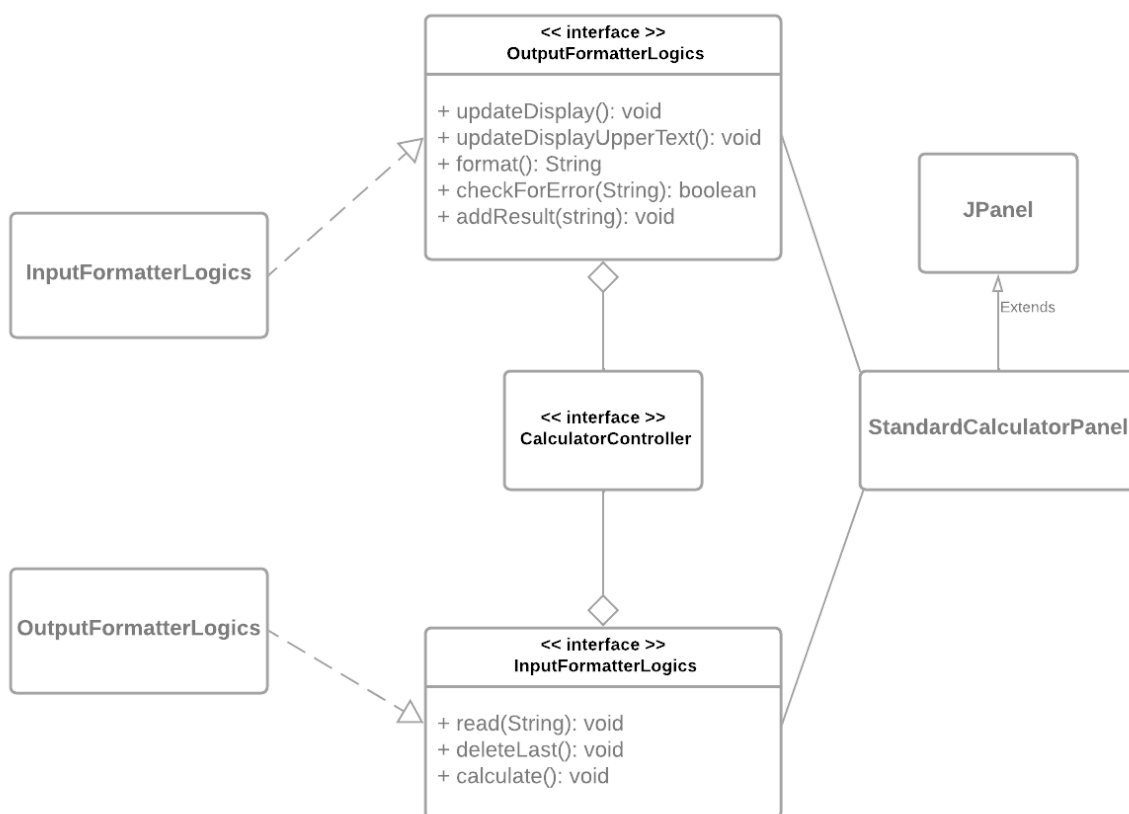 << interface >>
OutputFormatterLogics
+ updateDisplay(): void
+ updateDisplayUpperText(): void
+ format(): String
+ checkForError(String): boolean
+ addResult(string): void
InputFormatterLogics
JPanel
Extends
<< interface >>
CalculatorController
StandardCalculatorPanel
OutputFormatterLogics
<< interface >>
InputFormatterLogics
+ read(String): void
+ deleteLast(): void
+ calculate(): void